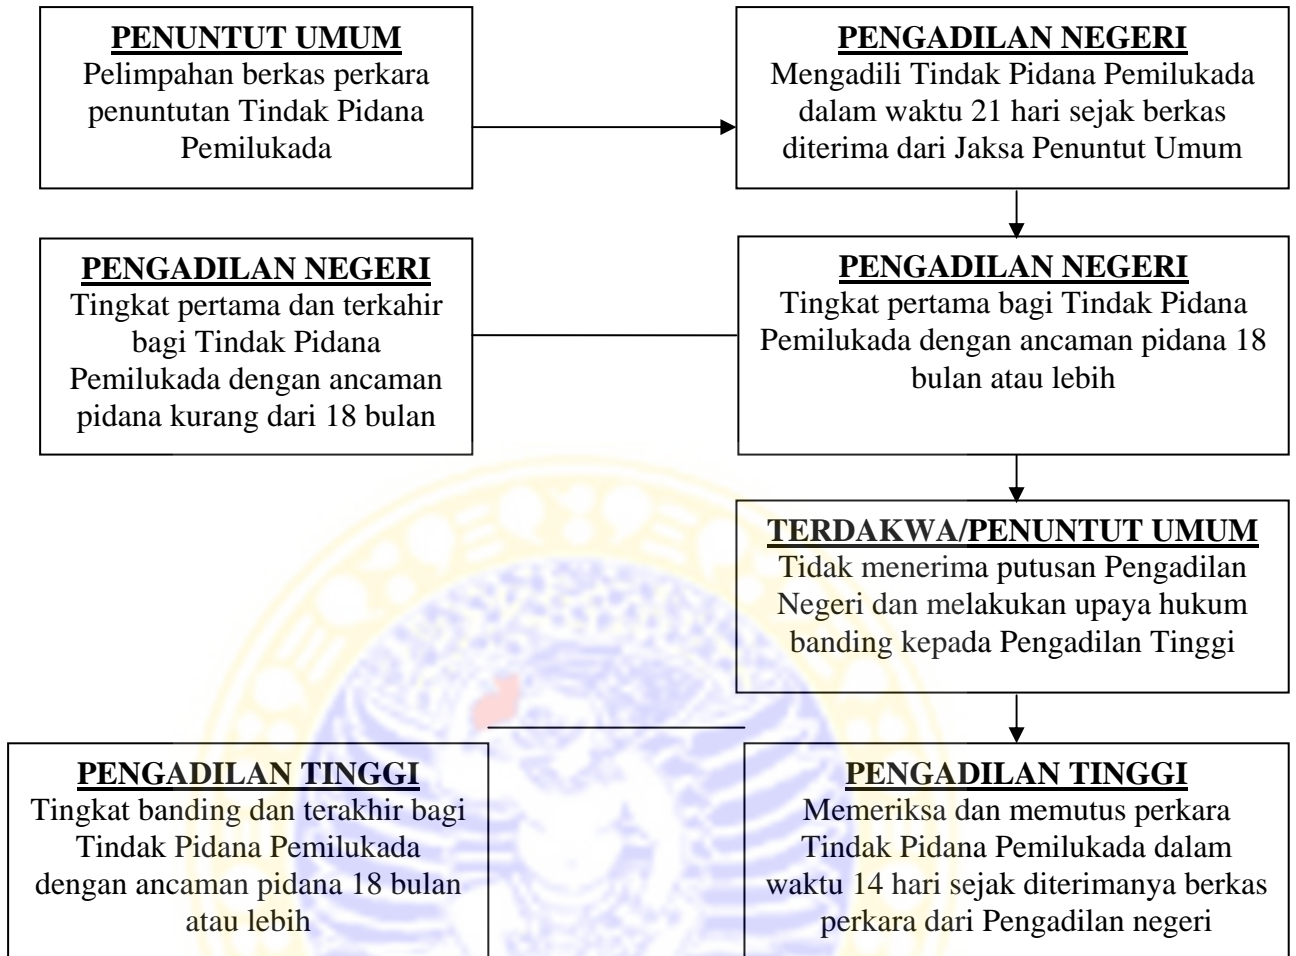 PENUNTUT UMUM
Pelimpahan berkas perkara
penuntutan Tindak Pidana
Pemilukada
PENGADILAN NEGERI
Mengadili Tindak Pidana Pemilukada
dalam waktu 21 hari sejak berkas
diterima dari Jaksa Penuntut Umum
PENGADILAN NEGERI
Tingkat pertama dan terkahir
bagi Tindak Pidana
Pemilukada dengan ancaman
pidana kurang dari 18 bulan
PENGADILAN NEGERI
Tingkat pertama bagi Tindak Pidana
Pemilukada dengan ancaman pidana 18
bulan atau lebih
TERDAKWA/PENUNTUT UMUM
Tidak menerima putusan Pengadilan
Negeri dan melakukan upaya hukum
banding kepada Pengadilan Tinggi
PENGADILAN TINGGI
Tingkat banding dan terakhir bagi
Tindak Pidana Pemilukada
dengan ancaman pidana 18 bulan
atau lebih
PENGADILAN TINGGI
Memeriksa dan memutus perkara
Tindak Pidana Pemilukada dalam
waktu 14 hari sejak diterimanya berkas
perkara dari Pengadilan negeri